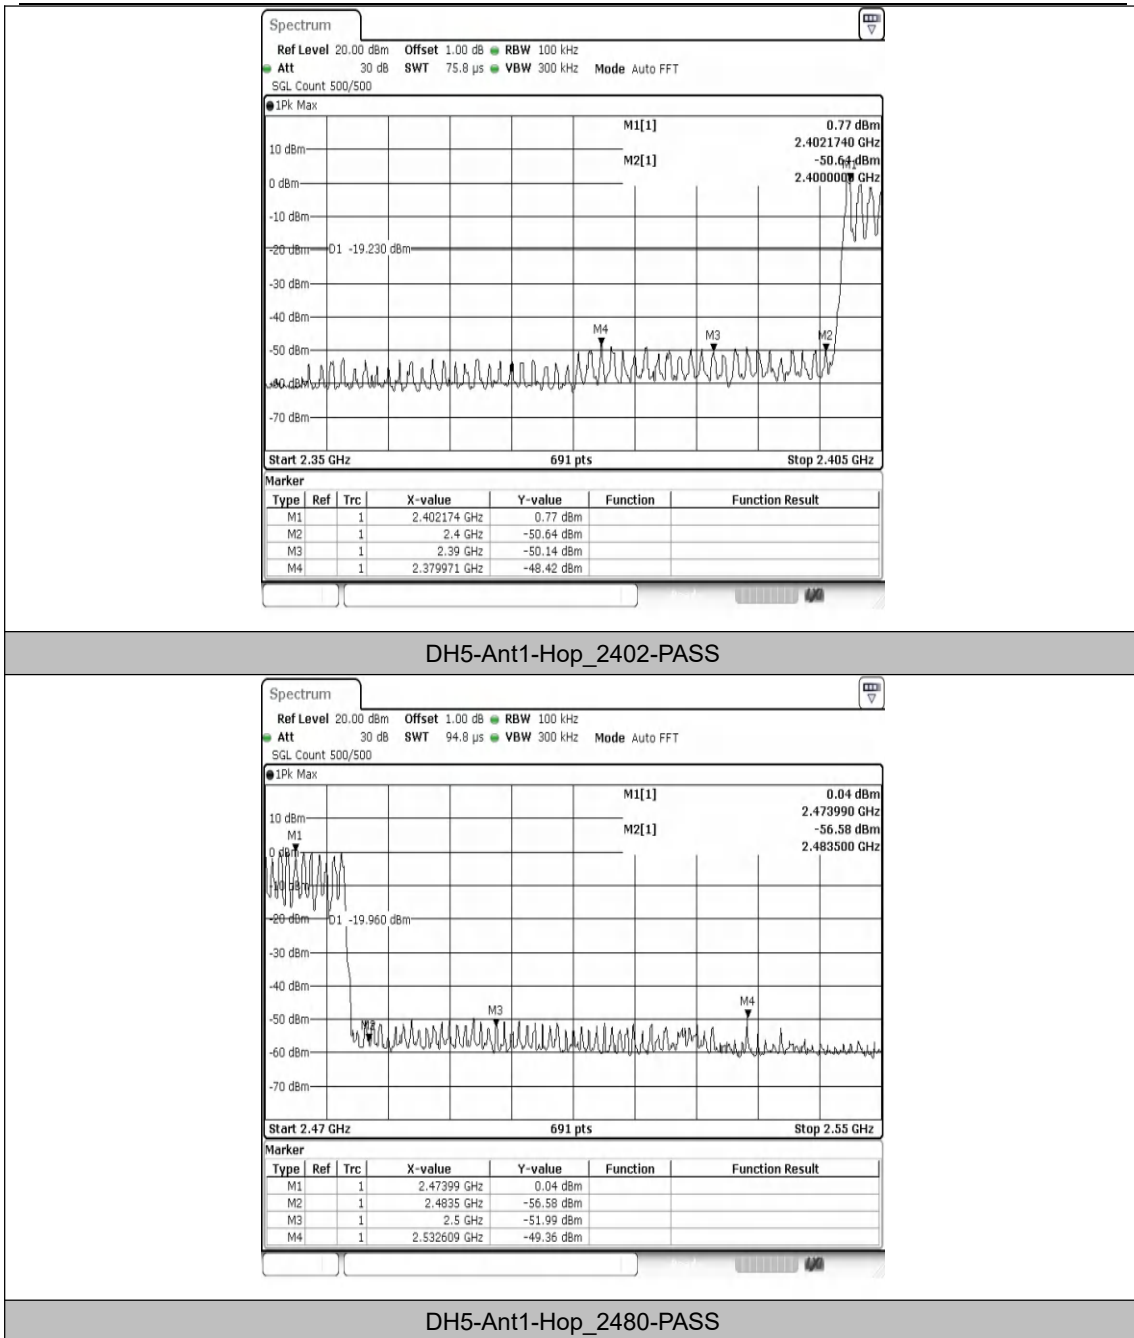 Spectrum
Ref Level 20.00 dBm Offset 1.00 dB RBW 100 kHz
Att 30 dB SWT 75.8 µs VBW 300 kHz Mode Auto FFT
SGL Count 500/500
1Pk Max
M1[1] 0.77 dBm
2.4021740 GHz
M2[1] -50.64 dBm
2.4000000 GHz
10 dBm
M1
0 dBm
-10 dBm
-20 dBm D1 -19.230 dBm
-30 dBm
-40 dBm
M4 M3 M2
-50 dBm
-60 dBm
-70 dBm
Start 2.35 GHz 691 pts Stop 2.405 GHz
Marker
Type Ref Trc X-value Y-value Function Function Result
M1 1 2.402174 GHz 0.77 dBm
M2 1 2.4 GHz -50.64 dBm
M3 1 2.39 GHz -50.14 dBm
M4 1 2.379971 GHz -48.42 dBm
DH5-Ant1-Hop_2402-PASS
Spectrum
Ref Level 20.00 dBm Offset 1.00 dB RBW 100 kHz
Att 30 dB SWT 94.8 µs VBW 300 kHz Mode Auto FFT
SGL Count 500/500
1Pk Max
M1[1] 0.04 dBm
2.473990 GHz
M2[1] -56.58 dBm
2.483500 GHz
10 dBm
M1
0 dBm
-10 dBm
-20 dBm D1 -19.960 dBm
-30 dBm
-40 dBm
M4
M3
-50 dBm
M2
-60 dBm
-70 dBm
Start 2.47 GHz 691 pts Stop 2.55 GHz
Marker
Type Ref Trc X-value Y-value Function Function Result
M1 1 2.47399 GHz 0.04 dBm
M2 1 2.4835 GHz -56.58 dBm
M3 1 2.5 GHz -51.99 dBm
M4 1 2.532609 GHz -49.36 dBm
DH5-Ant1-Hop_2480-PASS